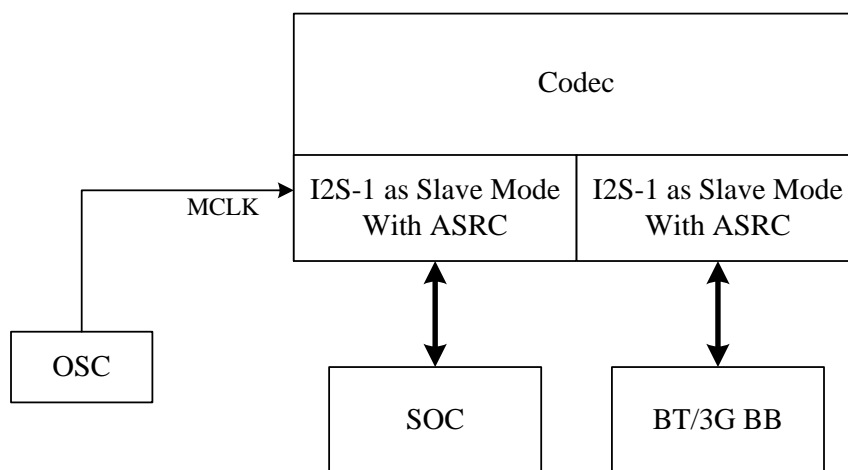 Codec
I2S-1 as Slave Mode
With ASRC
I2S-1 as Slave Mode
With ASRC
MCLK
OSC
SOC
BT/3G BB